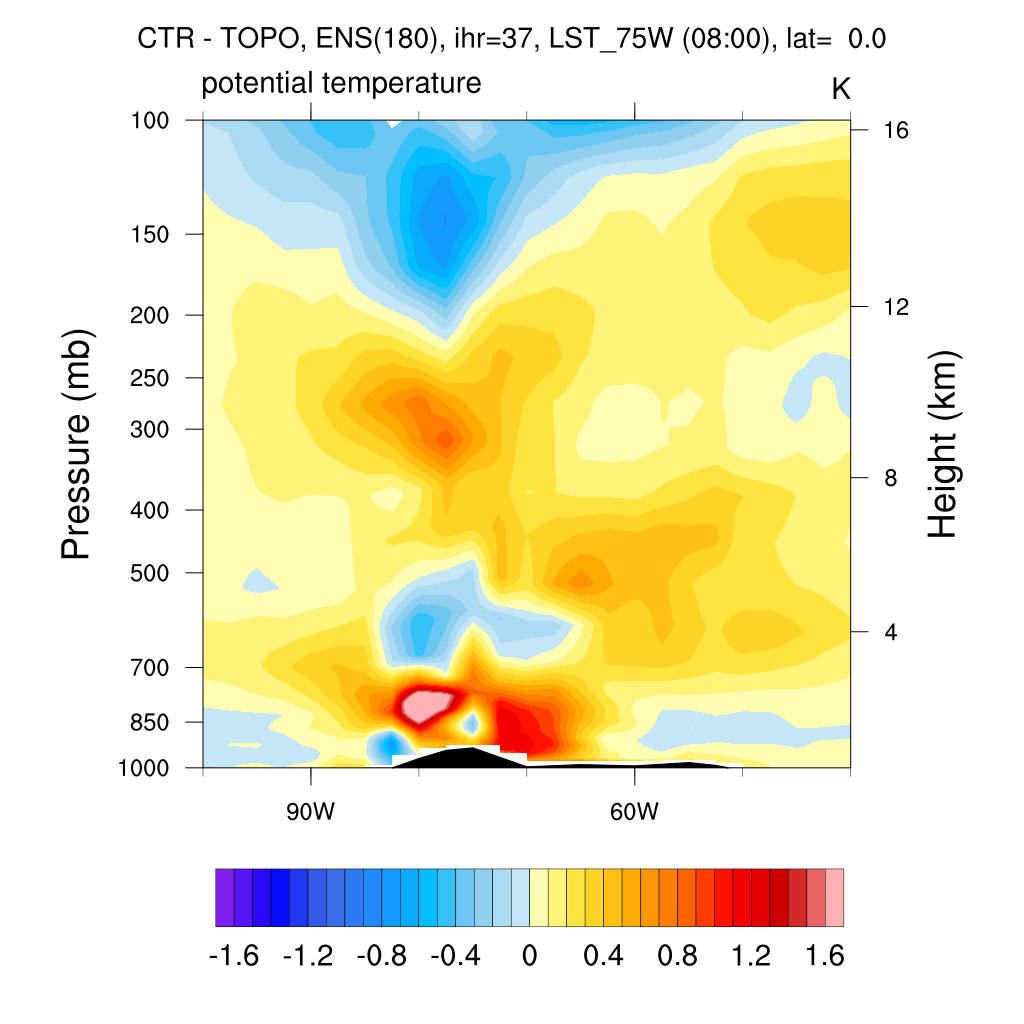 CTR - TOPO, ENS(180), ihr=37, LST_75W (08:00), lat=  0.0
potential temperature
K
100
150
200
250
300
400
500
700
850
1000
Pressure (mb)
16
12
8
4
Height (km)
90W
60W
-1.6 -1.2 -0.8 -0.4 0 0.4 0.8 1.2 1.6